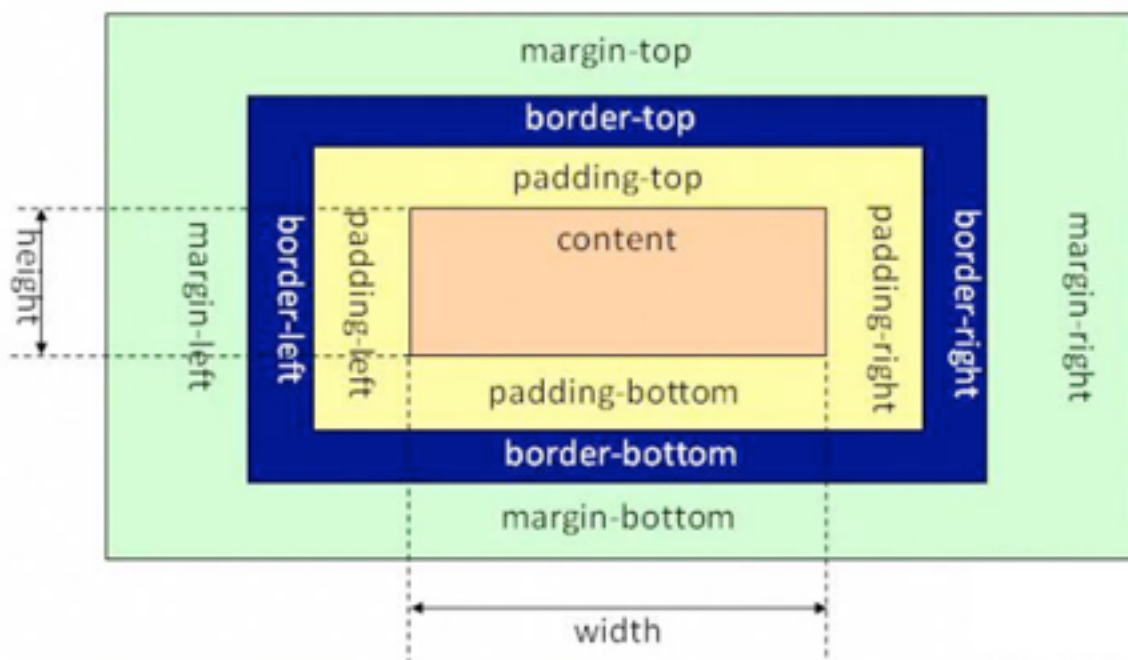 margin-top
border-top
padding-top
content
height
margin-left
border-left
padding-left
padding-right
border-right
margin-right
padding-bottom
border-bottom
margin-bottom
width